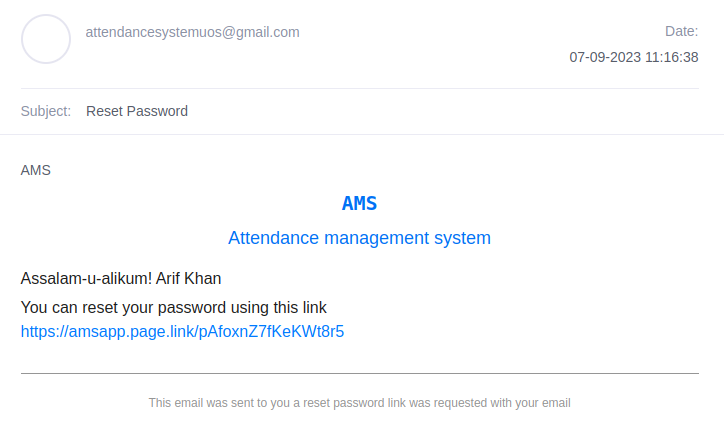 attendancesystemuos@gmail.com
Date:
07-09-2023 11:16:38
Subject: Reset Password
AMS
AMS
Attendance management system
Assalam-u-alikum! Arif Khan
You can reset your password using this link
https://amsapp.page.link/pAfoxnZ7fKeKWt8r5
This email was sent to you a reset password link was requested with your email